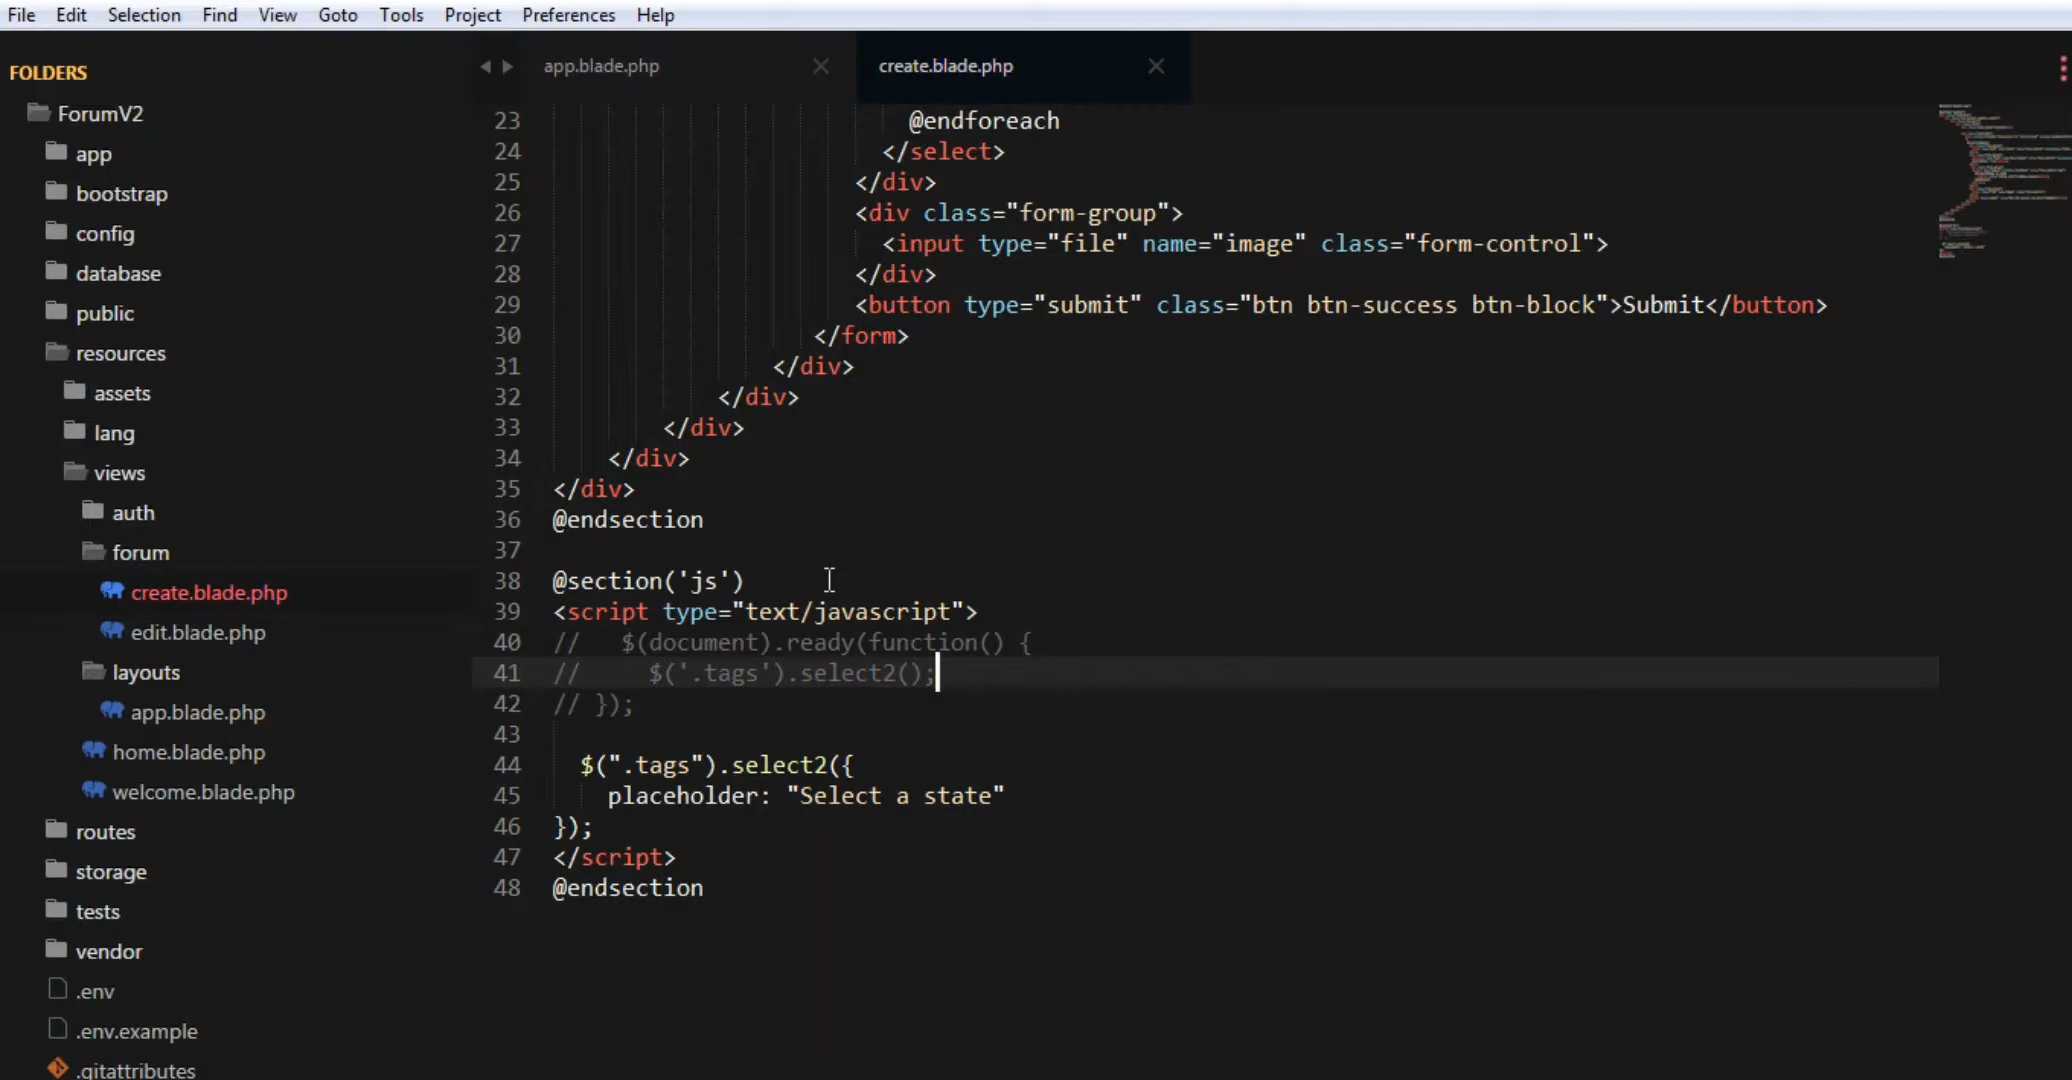 File Edit Selection Find View Goto Tools Project Preferences Help
FOLDERS
ForumV2
app
bootstrap
config
database
public
resources
assets
lang
views
auth
forum
create.blade.php
edit.blade.php
layouts
app.blade.php
home.blade.php
welcome.blade.php
routes
storage
tests
vendor
.env
.env.example
.gitattributes
app.blade.php
create.blade.php
23 @endforeach
24 </select>
25 </div>
26 <div class="form-group">
27 <input type="file" name="image" class="form-control">
28 </div>
29 <button type="submit" class="btn btn-success btn-block">Submit</button>
30 </form>
31 </div>
32 </div>
33 </div>
34 </div>
35 </div>
36 @endsection
37
38 @section('js')
39 <script type="text/javascript">
40 //   $(document).ready(function() {
41 //     $('.tags').select2();
42 // });
43
44 $(".tags").select2({
45 placeholder: "Select a state"
46 });
47 </script>
48 @endsection